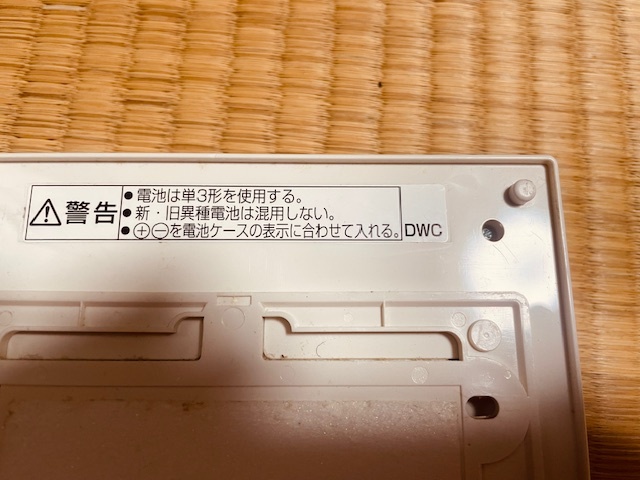 警告
● 電池は単3形を使用する。
● 新・旧異種電池は混用しない。
● ⊕⊖を電池ケースの表示に合わせて入れる。
DWC